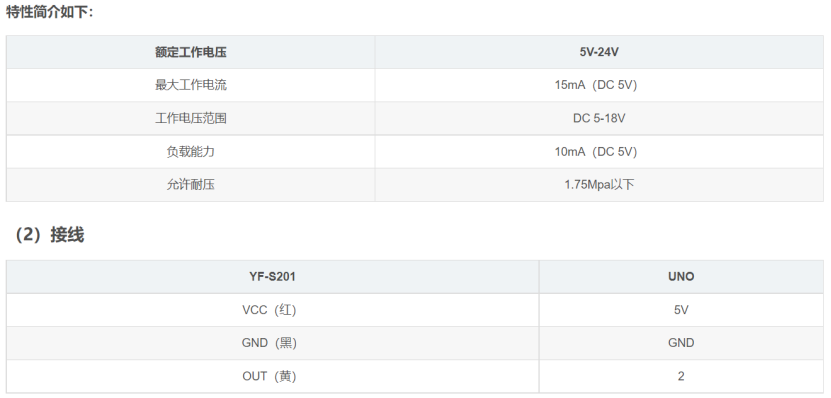 特性简介如下：
额定工作电压 5V-24V
最大工作电流 15mA（DC 5V）
工作电压范围 DC 5-18V
负载能力 10mA（DC 5V）
允许耐压 1.75Mpa以下
（2）接线
YF-S201 UNO
VCC（红） 5V
GND（黑） GND
OUT（黄） 2